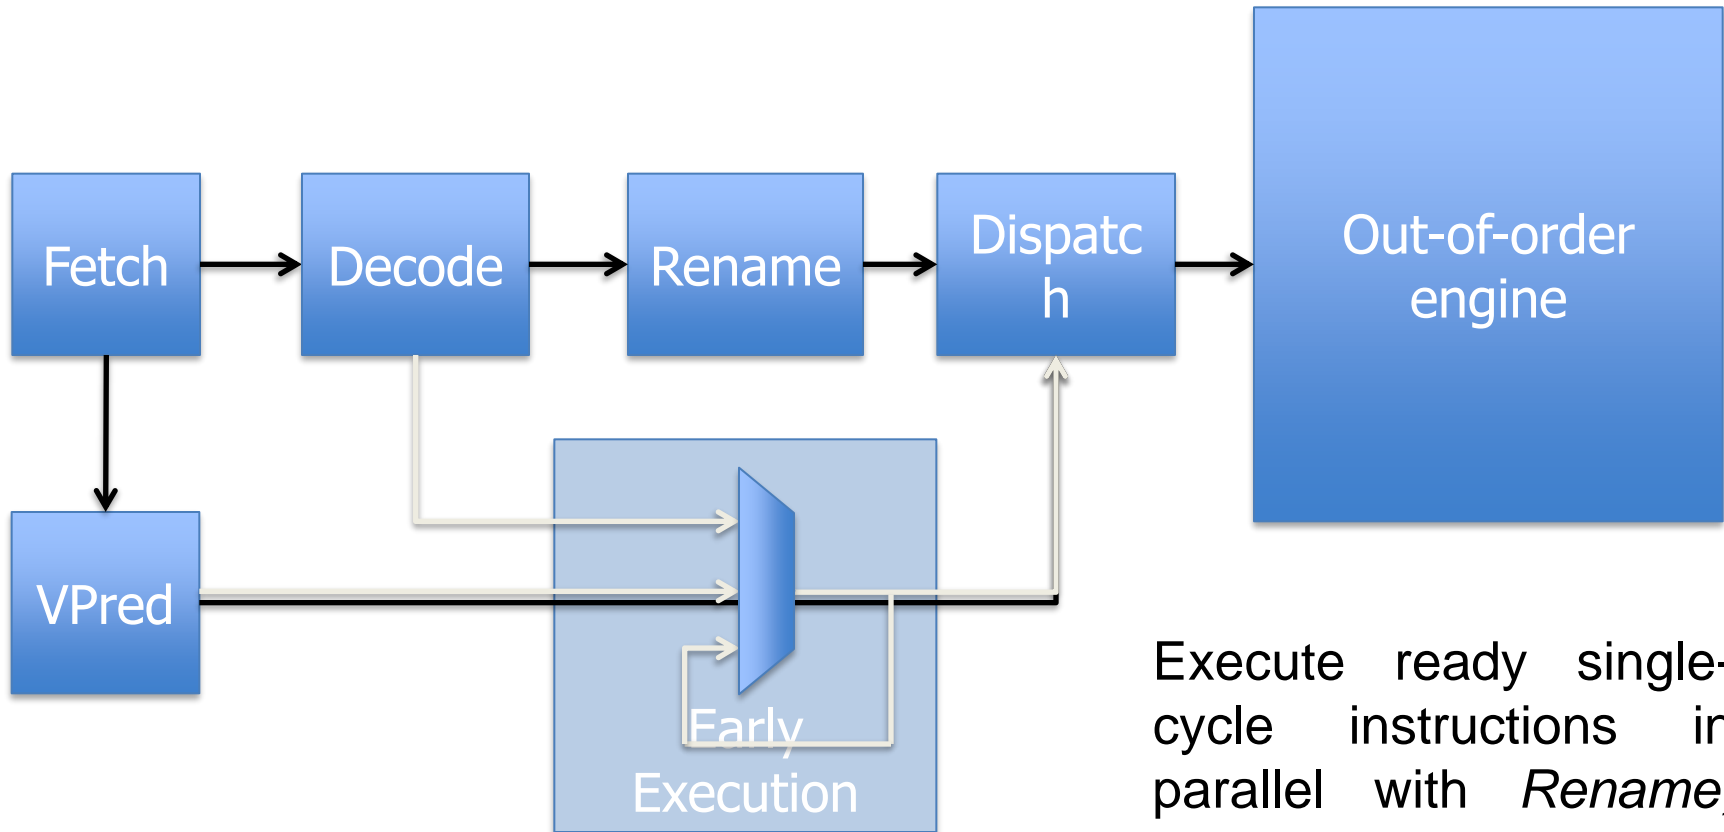 Fetch
Decode
Rename
Dispatc
h
Out-of-order
engine
VPred
Early
Execution
Execute ready single-
cycle instructions in
parallel with Rename,